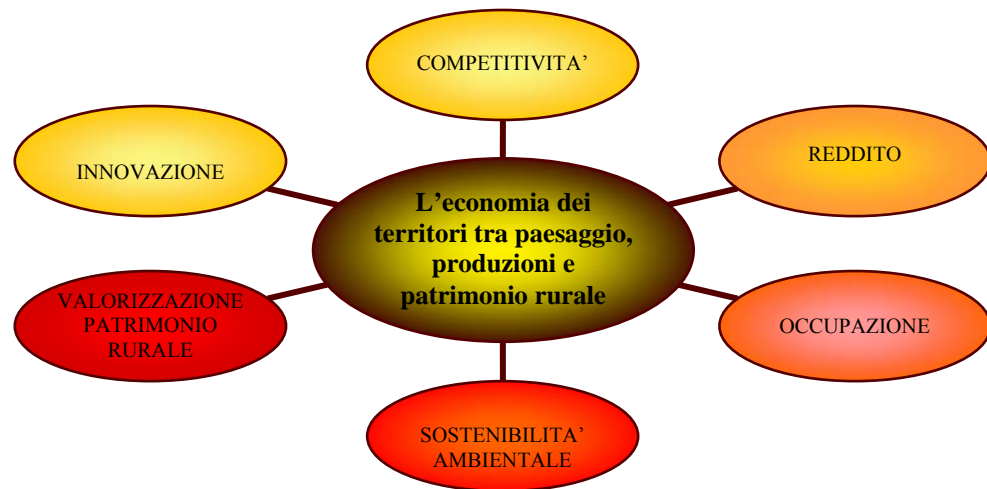 COMPETITIVITA’
INNOVAZIONE
REDDITO
L’economia dei
territori tra paesaggio,
produzioni e
patrimonio rurale
VALORIZZAZIONE
PATRIMONIO
RURALE
OCCUPAZIONE
SOSTENIBILITA’
AMBIENTALE